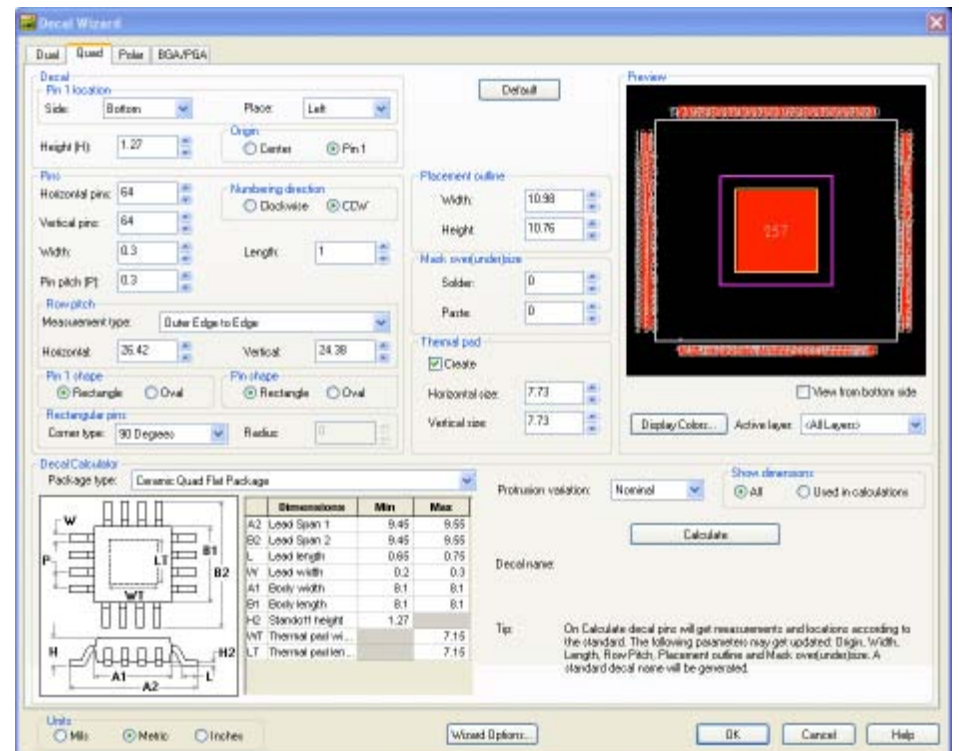 Decal Wizard
Dual Quad Polar BGA/PGA
Decal
Pin 1 location
Side: Bottom Place: Left
Height (H): 1.27
Origin
Center Pin 1
Default
Preview
257
Pins
Horizontal pins: 64
Vertical pins: 64
Width: 0.3
Pin pitch (P): 0.3
Numbering direction
Clockwise CCW
Length: 1
Row pitch
Measurement type: Outer Edge to Edge
Horizontal: 26.42 Vertical: 24.38
Pin 1 shape
Rectangle Oval
Pin shape
Rectangle Oval
Rectangular pins
Corner type: 90 Degrees Radius: 0
Placement outline
Width: 10.98
Height: 10.76
Mask over(under)size
Solder: 0
Paste: 0
Thermal pad
Create
Horizontal size: 7.73
Vertical size: 7.73
View from bottom side
Display Colors... Active layer: <All Layers>
Decal Calculator
Package type: Ceramic Quad Flat Package
W
P
LT
WT
B1
B2
H
H2
A1
L
A2
Dimensions Min Max
A2 Lead Span 1 9.45 9.55
B2 Lead Span 2 9.45 9.55
L Lead length 0.65 0.75
W Lead width 0.2 0.3
A1 Body width 8.1 8.1
B1 Body length 8.1 8.1
H2 Standoff height 1.27
WT Thermal pad wi... 7.15
LT Thermal pad len... 7.15
Protrusion variation: Nominal
Show dimensions
All Used in calculations
Calculate
Decal name:
Tip: On Calculate decal pins will get measurements and locations according to
the standard. The following parameters may get updated: Origin, Width,
Length, Row Pitch, Placement outline and Mask over(under)size. A
standard decal name will be generated.
Units
Mils Metric Inches
Wizard Options...
OK Cancel Help